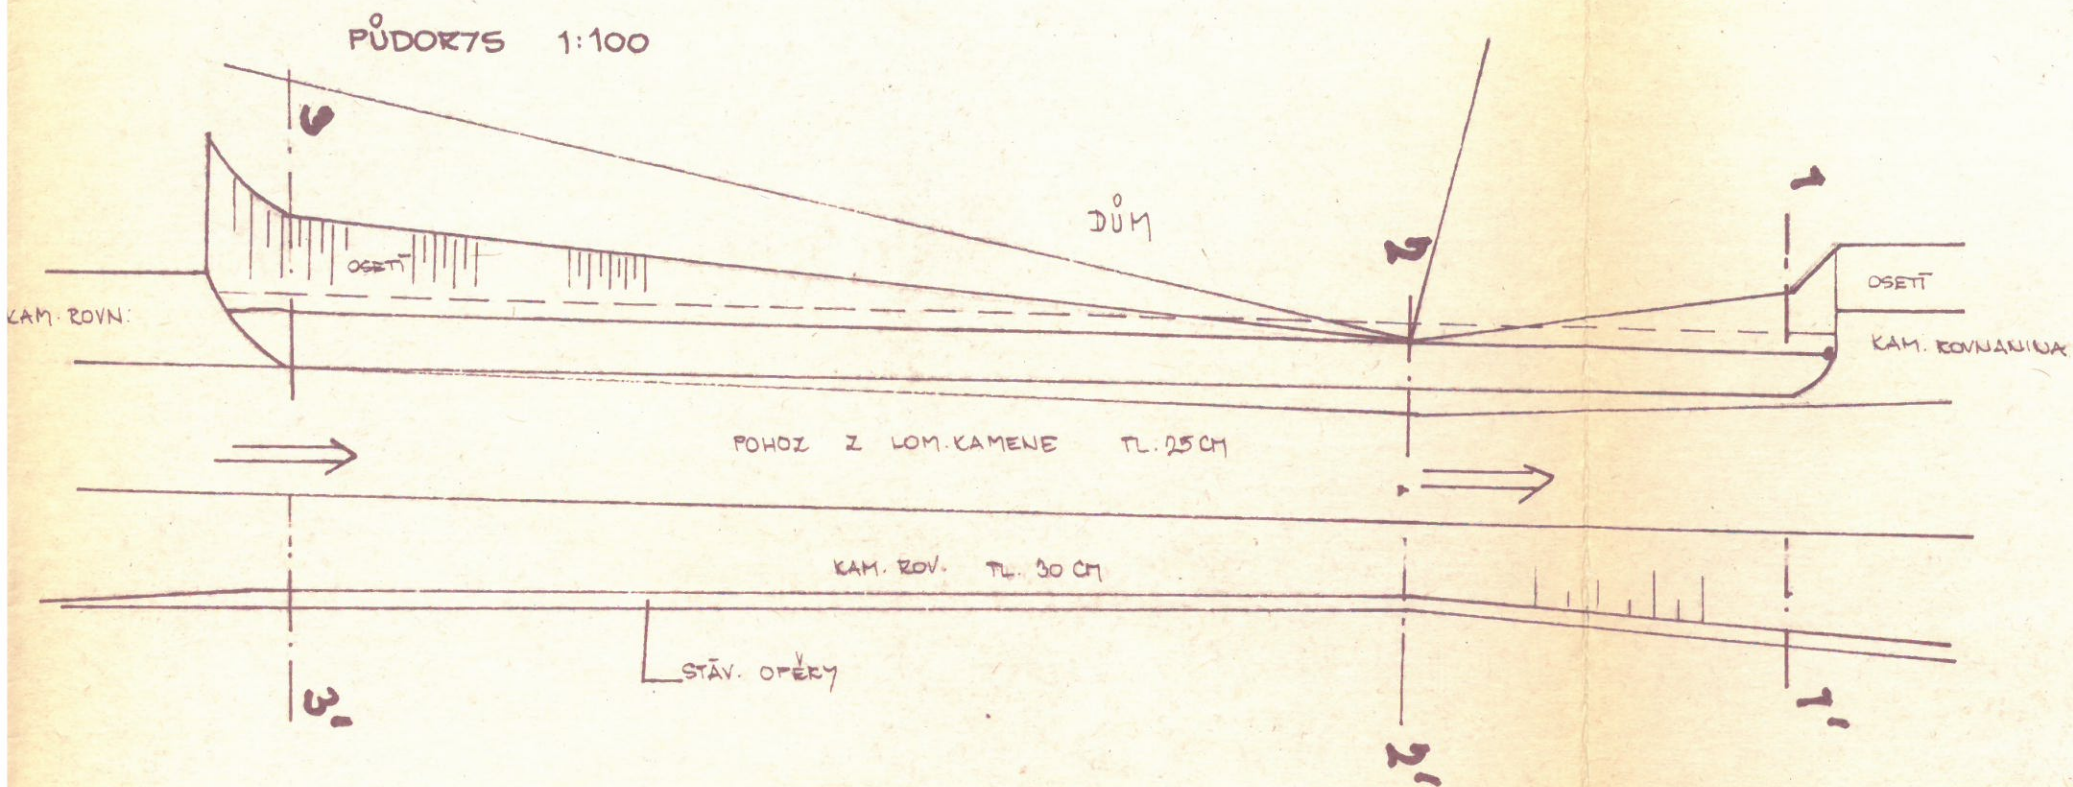 PŮDORYS 1:100
3
DŮM
1
2
OSETÍ
OSETÍ
KAM. ROVN.
KAM. ROVNANINA
POHOZ Z LOM. KAMENE TL. 25 CM
KAM. ROV. TL. 30 CM
STÁV. OPĚRY
3'
1'
2'